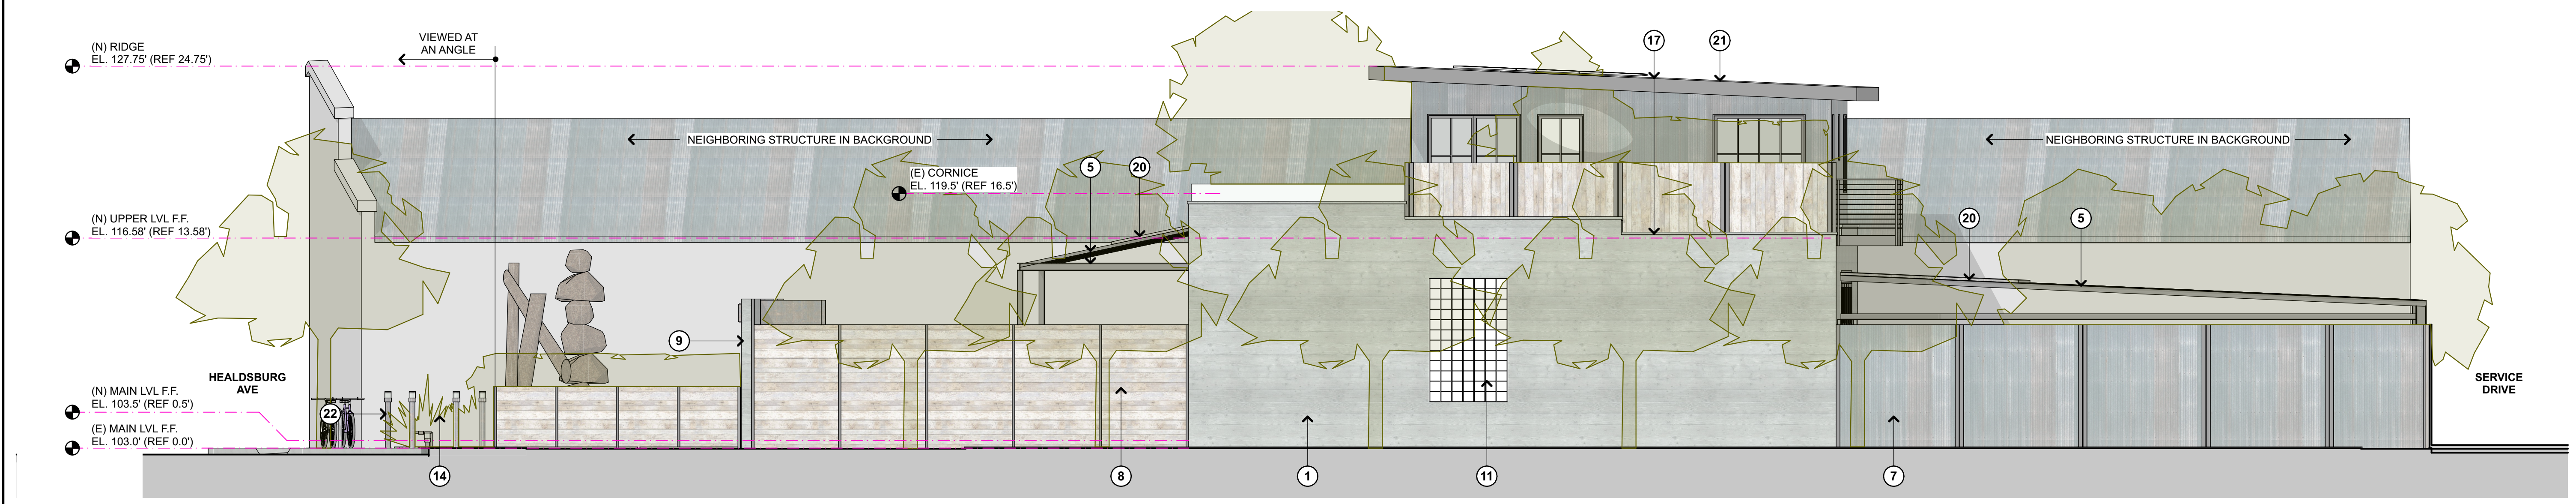 (N) RIDGE
EL. 127.75' (REF 24.75')
VIEWED AT
AN ANGLE
17
21
NEIGHBORING STRUCTURE IN BACKGROUND
NEIGHBORING STRUCTURE IN BACKGROUND
5
20
(E) CORNICE
EL. 119.5' (REF 16.5')
(N) UPPER LVL F.F.
EL. 116.58' (REF 13.58')
20
5
9
HEALDSBURG
AVE
SERVICE
DRIVE
(N) MAIN LVL F.F.
EL. 103.5' (REF 0.5')
22
(E) MAIN LVL F.F.
EL. 103.0' (REF 0.0')
14
8
1
11
7